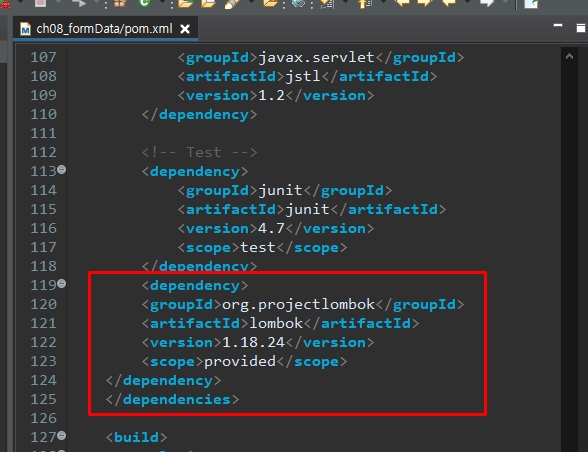 ch08_formData/pom.xml
107 <groupId>javax.servlet</groupId>
108 <artifactId>jstl</artifactId>
109 <version>1.2</version>
110 </dependency>
111
112 <!-- Test -->
113 <dependency>
114 <groupId>junit</groupId>
115 <artifactId>junit</artifactId>
116 <version>4.7</version>
117 <scope>test</scope>
118 </dependency>
119 <dependency>
120 <groupId>org.projectlombok</groupId>
121 <artifactId>lombok</artifactId>
122 <version>1.18.24</version>
123 <scope>provided</scope>
124 </dependency>
125 </dependencies>
126
127 <build>